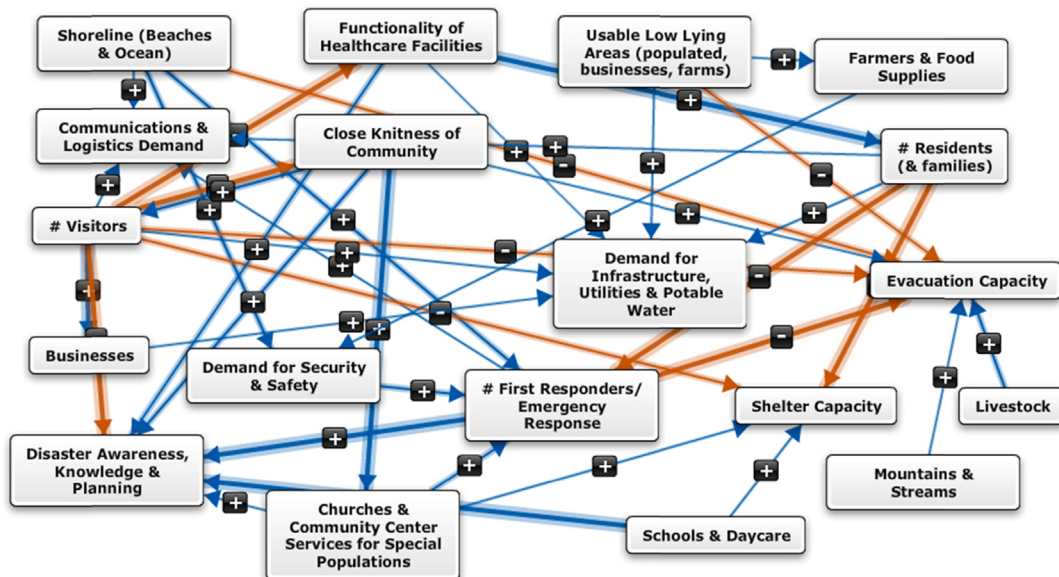 Shoreline (Beaches
& Ocean)
Functionality of
Healthcare Facilities
Usable Low Lying
Areas (populated,
businesses, farms)
Farmers & Food
Supplies
Communications &
Logistics Demand
Close Knitness of
Community
# Residents
(& families)
# Visitors
Demand for
Infrastructure,
Utilities & Potable
Water
Evacuation Capacity
Businesses
Demand for Security
& Safety
# First Responders/
Emergency
Response
Shelter Capacity
Livestock
Disaster Awareness,
Knowledge &
Planning
Mountains &
Streams
Churches &
Community Center
Services for Special
Populations
Schools & Daycare